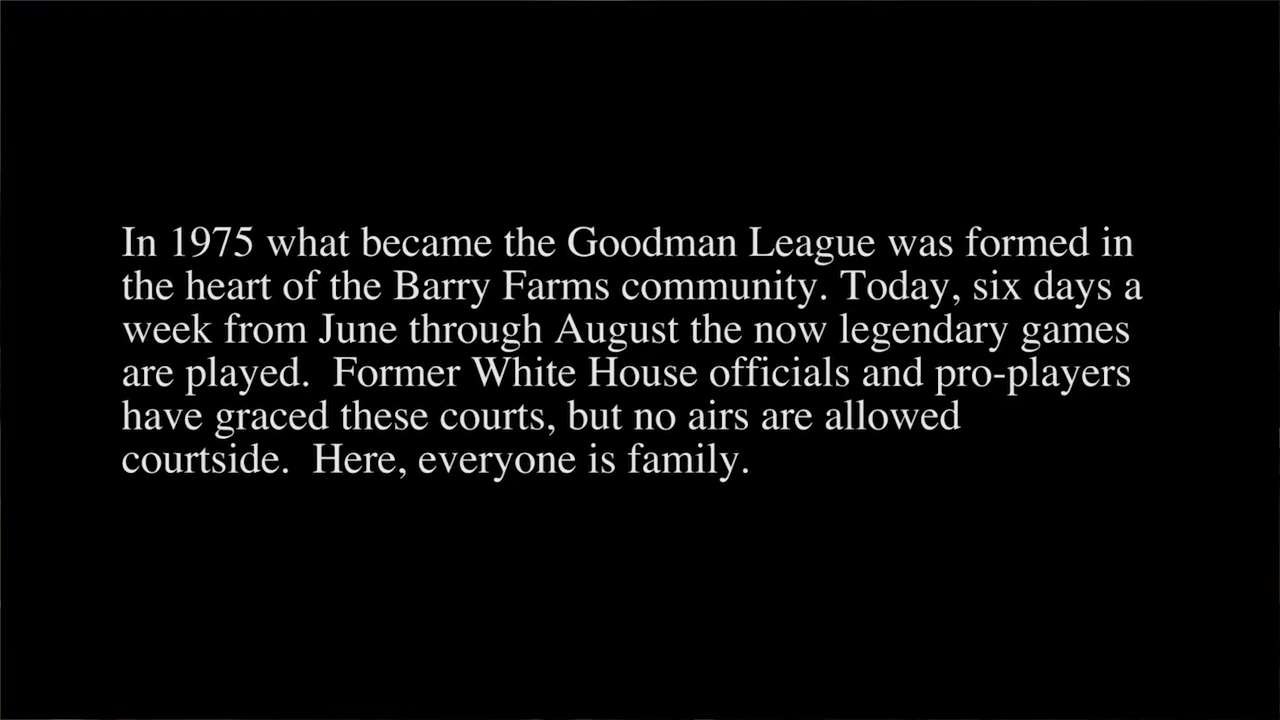 In 1975 what became the Goodman League was formed in
the heart of the Barry Farms community. Today, six days a
week from June through August the now legendary games
are played.  Former White House officials and pro-players
have graced these courts, but no airs are allowed
courtside.  Here, everyone is family.